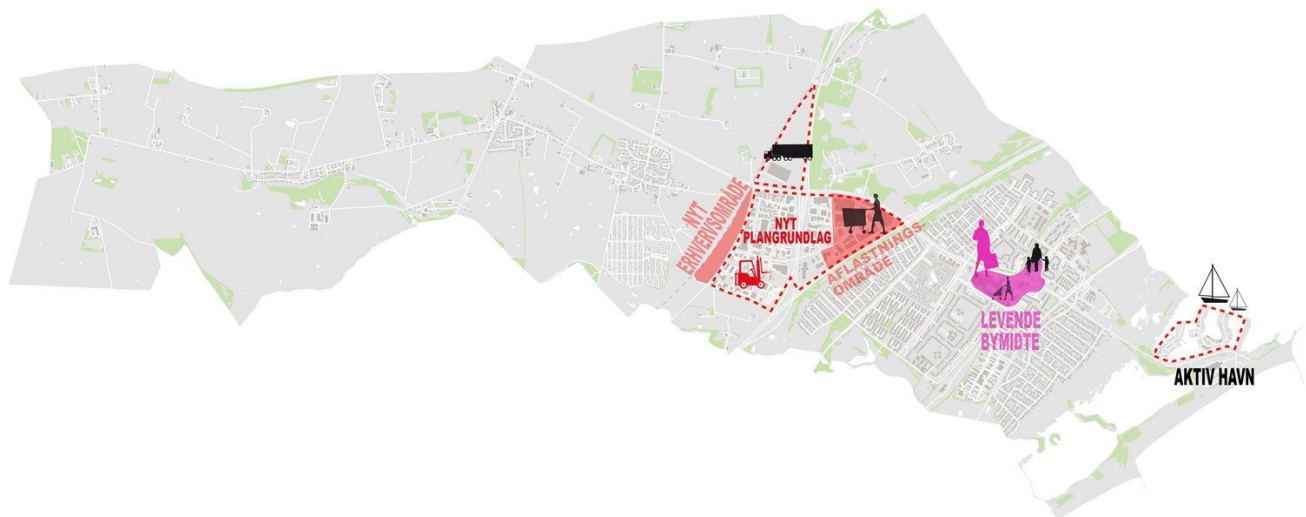 NYT
ERHVERVSOMRÅDE
NYT
PLANGRUNDLAG
AFLASTNINGS-
OMRÅDE
LEVENDE
BYMIDTE
AKTIV HAVN